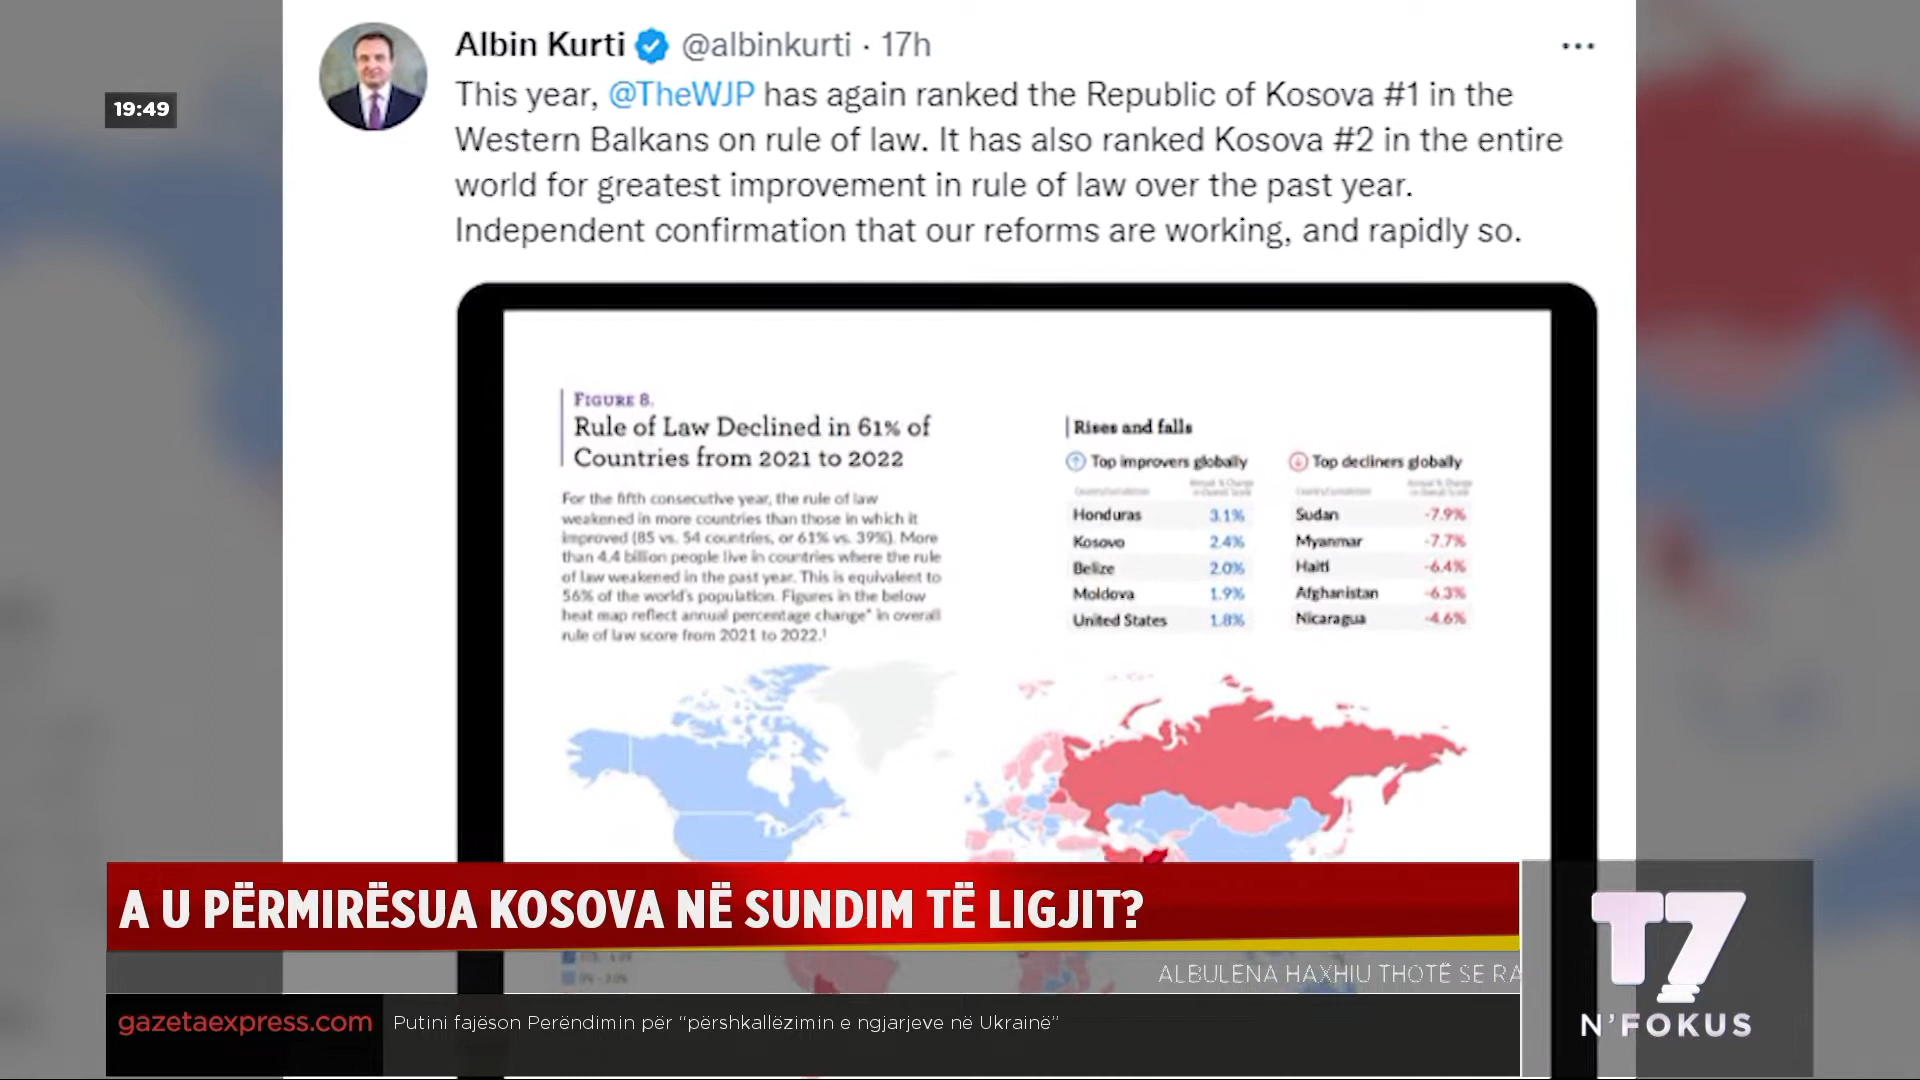 Albin Kurti @albinkurti · 17h
This year, @TheWJP has again ranked the Republic of Kosova #1 in the
Western Balkans on rule of law. It has also ranked Kosova #2 in the entire
world for greatest improvement in rule of law over the past year.
Independent confirmation that our reforms are working, and rapidly so.
19:49
FIGURE 8.
Rule of Law Declined in 61% of
Countries from 2021 to 2022
For the fifth consecutive year, the rule of law
weakened in more countries than those in which it
improved (85 vs. 54 countries, or 61% vs. 39%). More
than 4.4 billion people live in countries where the rule
of law weakened in the past year. This is equivalent to
56% of the world's population. Figures in the below
heat map reflect annual percentage change* in overall
rule of law score from 2021 to 2022.¹
Rises and falls
Top improvers globally
Honduras 3.1%
Kosovo 2.4%
Belize 2.0%
Moldova 1.9%
United States 1.8%
Top decliners globally
Sudan -7.9%
Myanmar -7.7%
Haiti -6.4%
Afghanistan -6.3%
Nicaragua -4.6%
A U PËRMIRËSUA KOSOVA NË SUNDIM TË LIGJIT?
ALBULENA HAXHIU THOTË SE RA
gazetaexpress.com Putini fajëson Perëndimin për “përshkallëzimin e ngjarjeve në Ukrainë”
T7
N'FOKUS